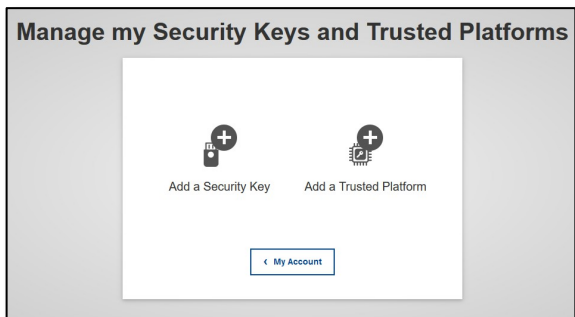 Manage my Security Keys and Trusted Platforms
Add a Security Key
Add a Trusted Platform
‹ My Account